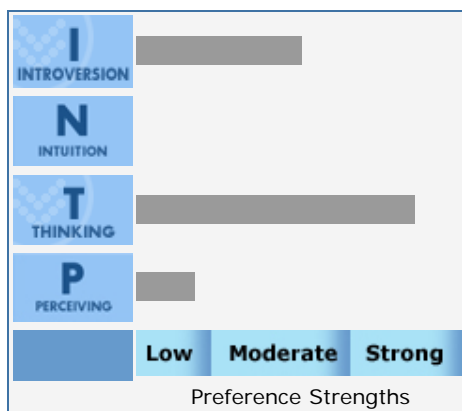 I
INTROVERSION
N
INTUITION
T
THINKING
P
PERCEIVING
Low Moderate Strong
Preference Strengths